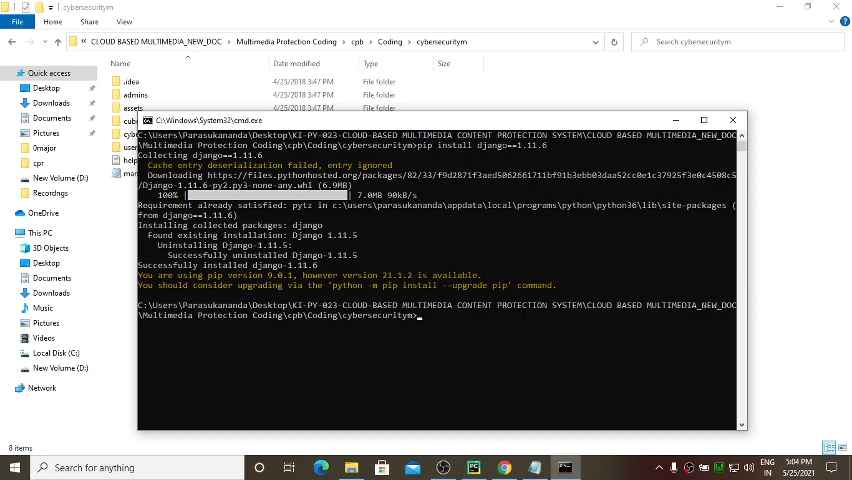 cybersecuritym
File Home Share View
« CLOUD BASED MULTIMEDIA_NEW_DOC > Multimedia Protection Coding > cpb > Coding > cybersecuritym
Search cybersecuritym
Name Date modified Type Size
Quick access
Desktop
Downloads
Documents
Pictures
0major
cpr
New Volume (D:)
Recordngs
OneDrive
This PC
3D Objects
Desktop
Documents
Downloads
Music
Pictures
Videos
Local Disk (C:)
New Volume (D:)
Network
.idea 4/25/2018 3:47 PM File folder
admins 4/25/2018 3:47 PM File folder
assets 4/25/2018 3:47 PM File folder
C:\Windows\System32\cmd.exe
C:\Users\Parasukananda\Desktop\KI-PY-023-CLOUD-BASED MULTIMEDIA CONTENT PROTECTION SYSTEM\CLOUD BASED MULTIMEDIA_NEW_DOC
\Multimedia Protection Coding\cpb\Coding\cybersecuritym>pip install django==1.11.6
Collecting django==1.11.6
Cache entry deserialization failed, entry ignored
Downloading https://files.pythonhosted.org/packages/82/33/f9d2871f3aed5062661711bf91b3ebb03daa52cc0e1c37925f3e0c4508c5
/Django-1.11.6-py2.py3-none-any.whl (6.9MB)
100% | | 7.0MB 90kB/s
Requirement already satisfied: pytz in c:\users\parasukananda\appdata\local\programs\python\python36\lib\site-packages (
from django==1.11.6)
Installing collected packages: django
Found existing installation: Django 1.11.5
Uninstalling Django-1.11.5:
Successfully uninstalled Django-1.11.5
Successfully installed django-1.11.6
You are using pip version 9.0.1, however version 21.1.2 is available.
You should consider upgrading via the 'python -m pip install --upgrade pip' command.
C:\Users\Parasukananda\Desktop\KI-PY-023-CLOUD-BASED MULTIMEDIA CONTENT PROTECTION SYSTEM\CLOUD BASED MULTIMEDIA_NEW_DOC
\Multimedia Protection Coding\cpb\Coding\cybersecuritym>_
8 items
Search for anything
ENG
IN
5:04 PM
5/25/2021